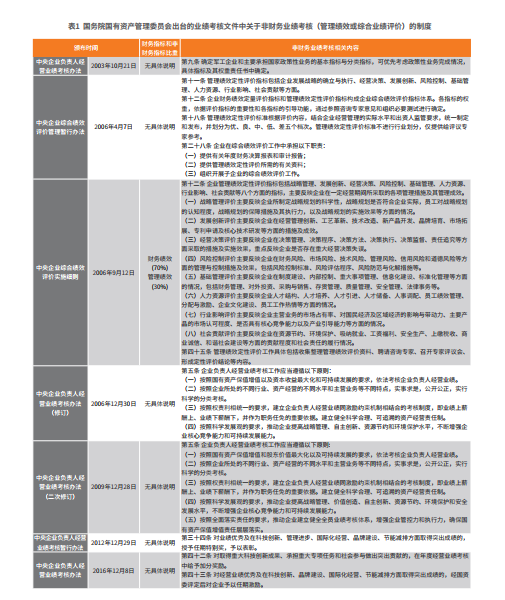 表1 国务院国有资产管理委员会出台的业绩考核文件中关于非财务业绩考核（管理绩效或综合业绩评价）的制度
颁布时间
财务指标和非
财务指标比重
非财务业绩考核相关内容
中央企业负责人经
营业绩考核办法
2003年10月21日
无具体说明
第九条 确定军工企业和主要承担国家政策性业务的基本指标与分类指标，可优先考虑政策性业务完成情况，
具体指标及其权重责任书中确定。
中央企业综合绩效
评价管理暂行办法
2006年4月7日
无具体说明
第十一条 管理绩效定性评价指标包括企业发展战略的确立与执行、经营决策、发展创新、风险控制、基础管
理、人力资源、行业影响、社会贡献等方面。
第十二条 企业财务绩效定量评价指标和管理绩效定性评价指标构成企业综合绩效评价指标体系。各指标的权
重，依据评价指标的重要性和各指标的引导功能，通过参照咨询专家意见和组织必要测试进行确定。
第十八条 管理绩效定性评价标准根据评价内容，结合企业经营管理的实际水平和出资人监管要求，统一制定
和发布，并划分为优、良、中、低、差五个档次。管理绩效定性评价标准不进行行业划分，仅提供给评议专
家参考。
第二十八条 企业在综合绩效评价工作中承担以下职责：
（一）提供有关年度财务决算报表和审计报告；
（二）提供管理绩效定性评价所需的有关资料；
（三）组织开展子企业的综合绩效评价工作。
中央企业综合绩效
评价实施细则
2006年9月12日
财务绩效
(70%)
管理绩效
(30%)
第十二条 企业管理绩效定性评价指标包括战略管理、发展创新、经营决策、风险控制、基础管理、人力资源、
行业影响、社会贡献等八个方面的指标，主要反映企业在一定经营期间所采取的各项管理措施及其管理成效。
（一）战略管理评价主要反映企业所制定战略规划的科学性，战略规划是否符合企业实际，员工对战略规划
的认知程度，战略规划的保障措施及其执行力，以及战略规划的实施效果等方面的情况。
（二）发展创新评价主要反映企业在经营管理创新、工艺革新、技术改造、新产品开发、品牌培育、市场拓
展、专利申请及核心技术研发等方面的措施及成效。
（三）经营决策评价主要反映企业在决策管理、决策程序、决策方法、决策执行、决策监督、责任追究等方
面采取的措施及实施效果，重点反映企业是否存在重大经营决策失误。
（四）风险控制评价主要反映企业在财务风险、市场风险、技术风险、管理风险、信用风险和道德风险等方
面的管理与控制措施及效果，包括风险控制标准、风险评估程序、风险防范与化解措施等。
（五）基础管理评价主要反映企业在制度建设、内部控制、重大事项管理、信息化建设、标准化管理等方面
的情况，包括财务管理、对外投资、采购与销售、存货管理、质量管理、安全管理、法律事务等。
（六）人力资源评价主要反映企业人才结构、人才培养、人才引进、人才储备、人事调配、员工绩效管理、
分配与激励、企业文化建设、员工工作热情等方面的情况。
（七）行业影响评价主要反映企业主营业务的市场占有率、对国民经济及区域经济的影响与带动力、主要产
品的市场认可程度、是否具有核心竞争能力以及产业引导能力等方面的情况。
（八）社会贡献评价主要反映企业在资源节约、环境保护、吸纳就业、工资福利、安全生产、上缴税收、商
业诚信、和谐社会建设等方面的贡献程度和社会责任的履行情况。
第四十五条 管理绩效定性评价工作具体包括收集整理管理绩效评价资料、聘请咨询专家、召开专家评议会、
形成定性评价结论等内容。
中央企业负责人经
营业绩考核办法
（修订）
2006年12月30日
无具体说明
第五条 企业负责人经营业绩考核工作应当遵循以下原则：
（一）按照国有资产保值增值以及资本收益最大化和可持续发展的要求，依法考核企业负责人经营业绩。
（二）按照企业所处的不同行业、资产经营的不同水平和主营业务等不同特点，实事求是，公开公正，实行
科学的分类考核。
（三）按照权责利相统一的要求，建立企业负责人经营业绩同激励约束机制相结合的考核制度，即业绩上薪
酬上、业绩下薪酬下，并作为职务任免的重要依据。建立健全科学合理、可追溯的资产经营责任制。
（四）按照科学发展观的要求，推动企业提高战略管理、自主创新、资源节约和环境保护水平，不断增强企
业核心竞争能力和可持续发展能力。
中央企业负责人经
营业绩考核办法
（二次修订）
2009年12月28日
无具体说明
第五条 企业负责人经营业绩考核工作应当遵循以下原则：
（一）按照国有资产保值增值和股东价值最大化以及可持续发展的要求，依法考核企业负责人经营业绩。
（二）按照企业所处的不同行业、资产经营的不同水平和主营业务等不同特点，实事求是，公开公正，实行
科学的分类考核。
（三）按照权责利相统一的要求，建立企业负责人经营业绩同激励约束机制相结合的考核制度，即业绩上薪
酬上、业绩下薪酬下，并作为职务任免的重要依据。建立健全科学合理、可追溯的资产经营责任制。
（四）按照科学发展观的要求，推动企业提高战略管理、价值创造、自主创新、资源节约、环境保护和安全
发展水平，不断增强企业核心竞争能力和可持续发展能力。
（五）按照全面落实责任的要求，推动企业建立健全全员业绩考核体系，增强企业管控力和执行力，确保国
有资产保值增值责任层层落实。
中央企业负责人经营
业绩考核暂行办法
2012年12月29日
无具体说明
第三十四条 对业绩优秀及在科技创新、管理进步、国际化经营、品牌建设、节能减排方面取得突出成绩的，
授予任期特别奖，予以表彰。
中央企业负责人经
营业绩考核办法
2016年12月8日
无具体说明
第四十二条 对取得重大科技创新成果、承担重大专项任务和社会参与做出突出贡献的，在年度经营业绩考核
中给予加分奖励。
第四十三条 对经营业绩优秀及在科技创新、品牌建设、国际化经营、节能减排方面取得突出成绩的，经国资
委评定后对企业予以任期激励。